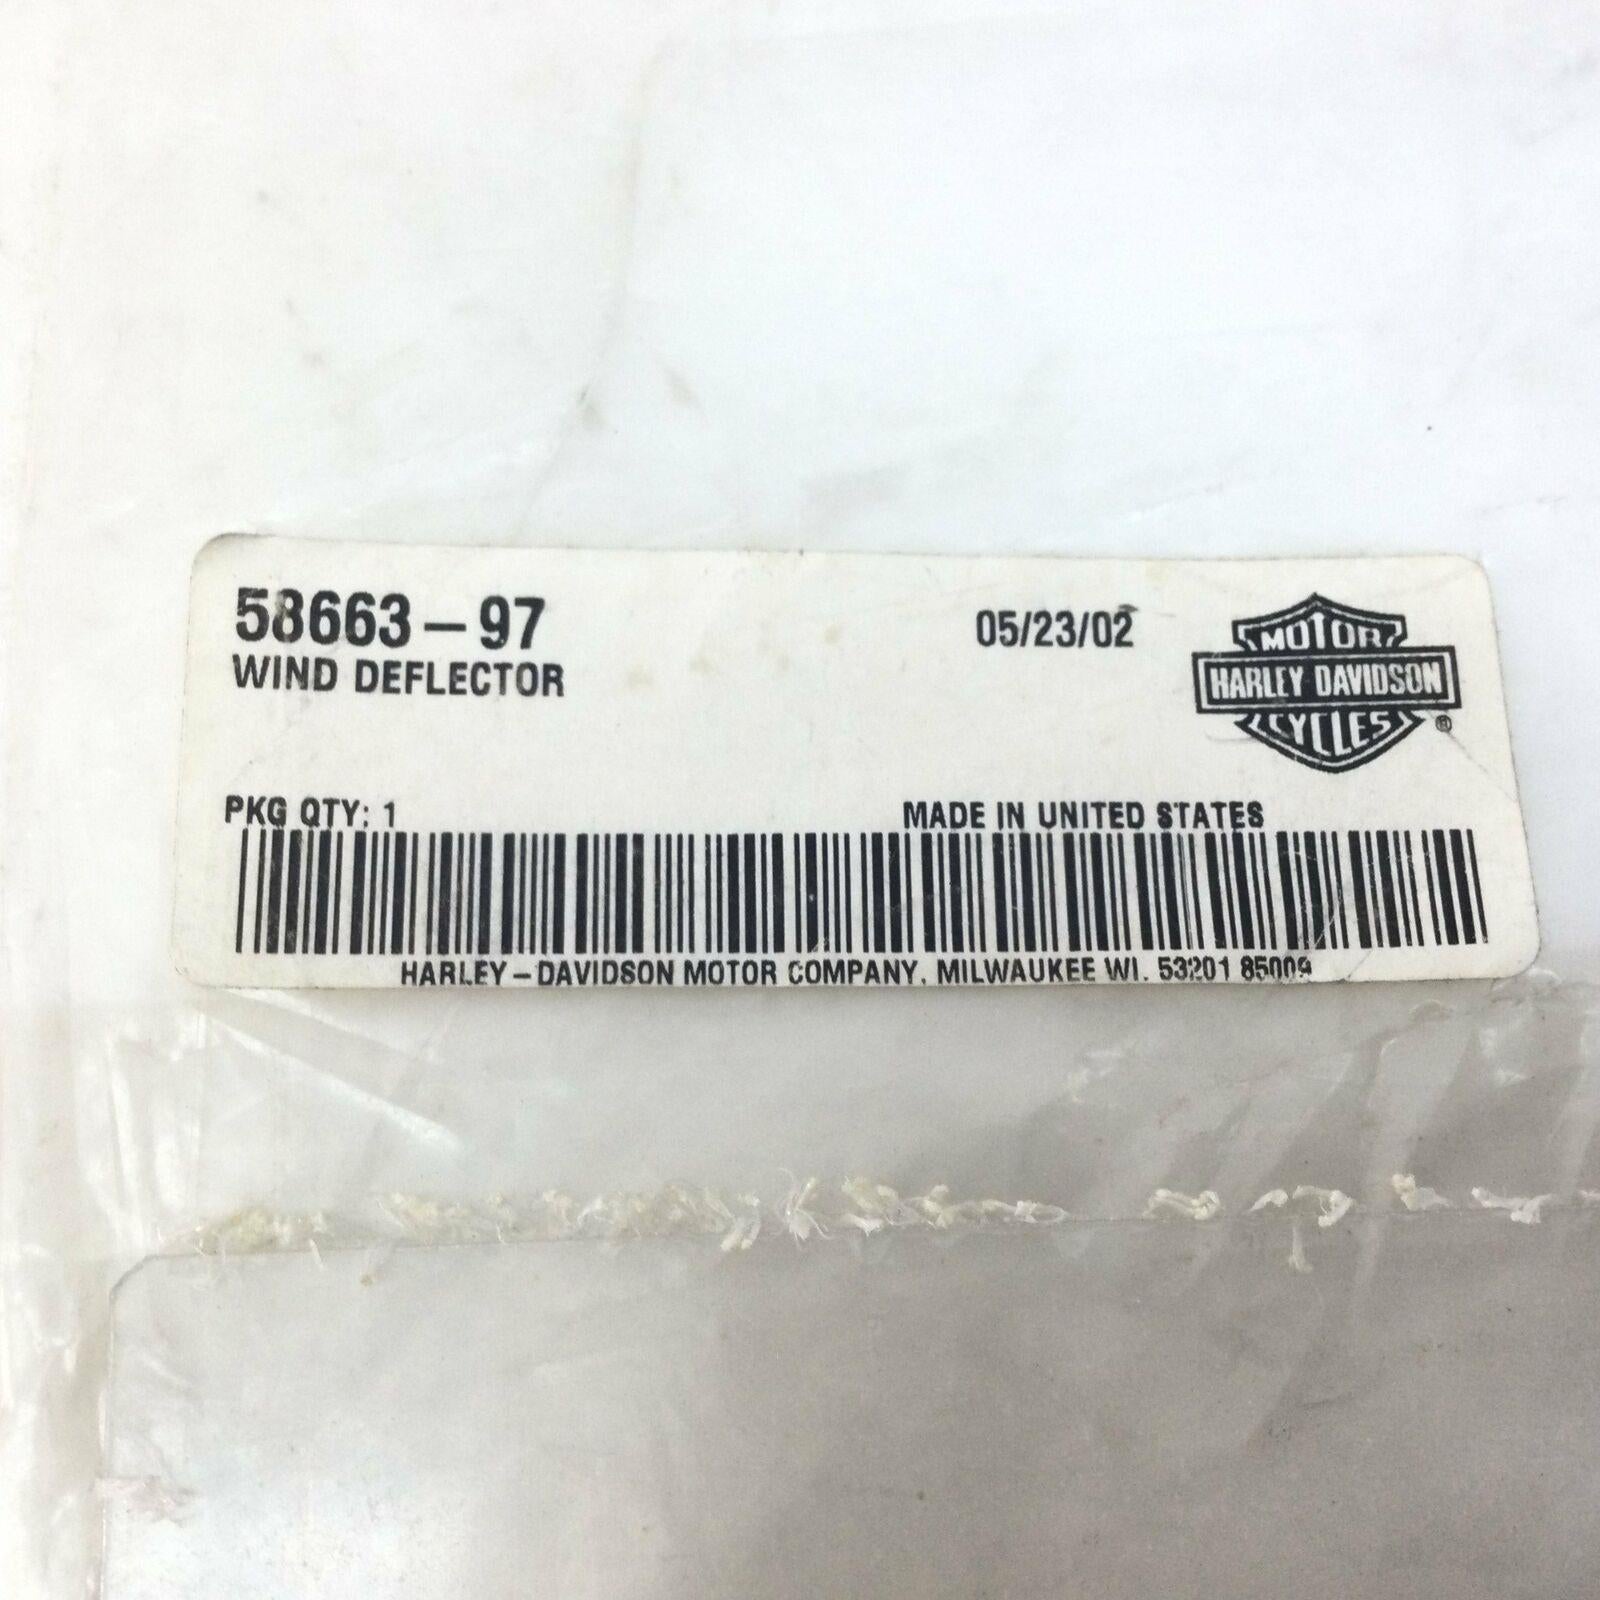 58663-97
05/23/02
WIND DEFLECTOR
MOTOR
HARLEY DAVIDSON
CYCLES ®
PKG QTY: 1
MADE IN UNITED STATES
HARLEY-DAVIDSON MOTOR COMPANY, MILWAUKEE WI. 53201 85009